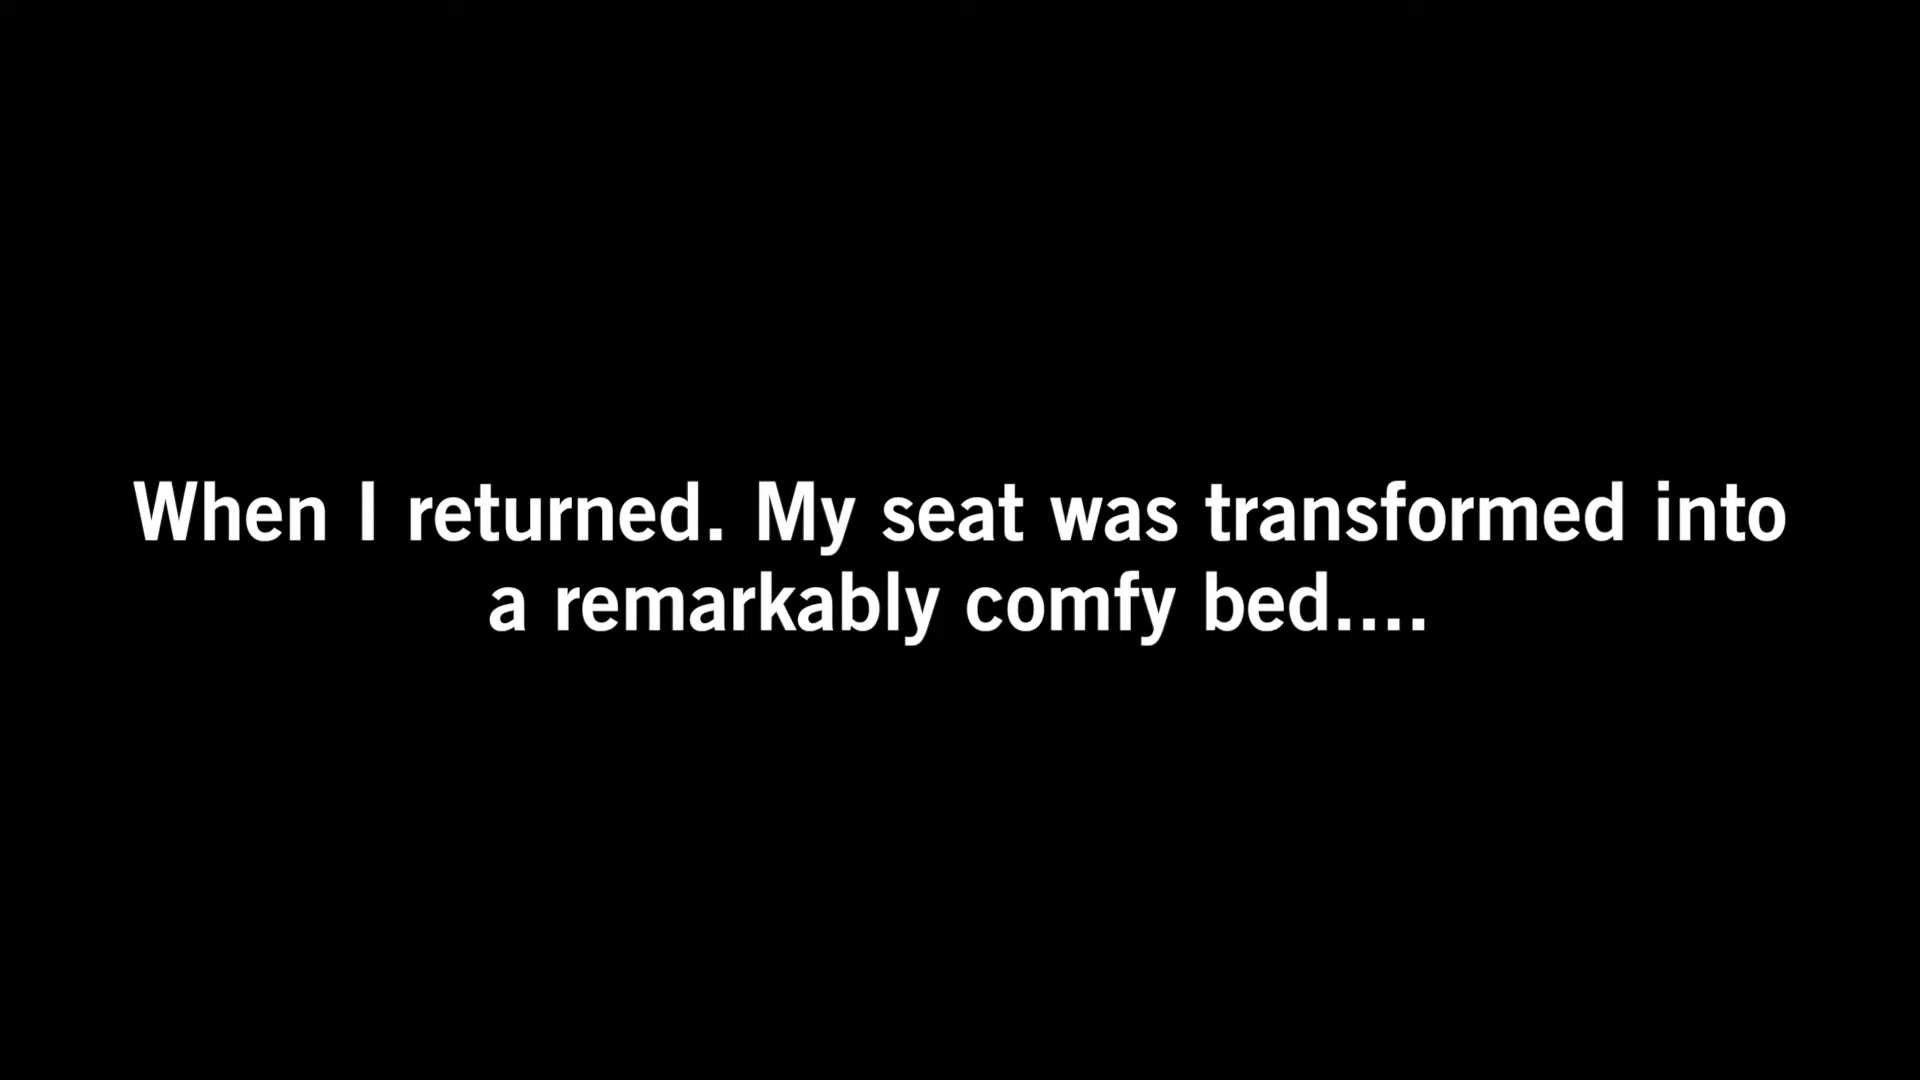 When I returned. My seat was transformed into
a remarkably comfy bed....